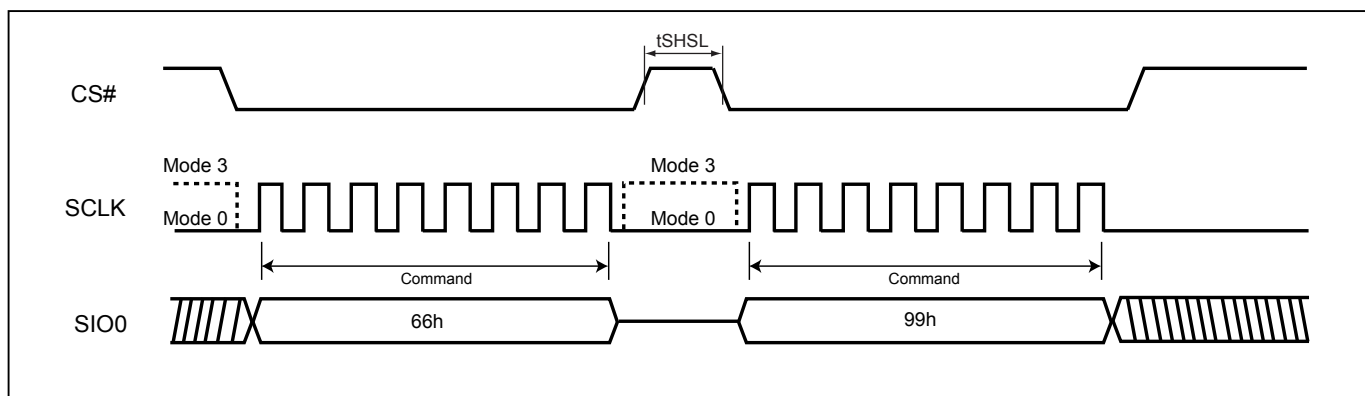 tSHSL
CS#
Mode 3
Mode 3
SCLK
Mode 0
Mode 0
Command
Command
SIO0
66h
99h